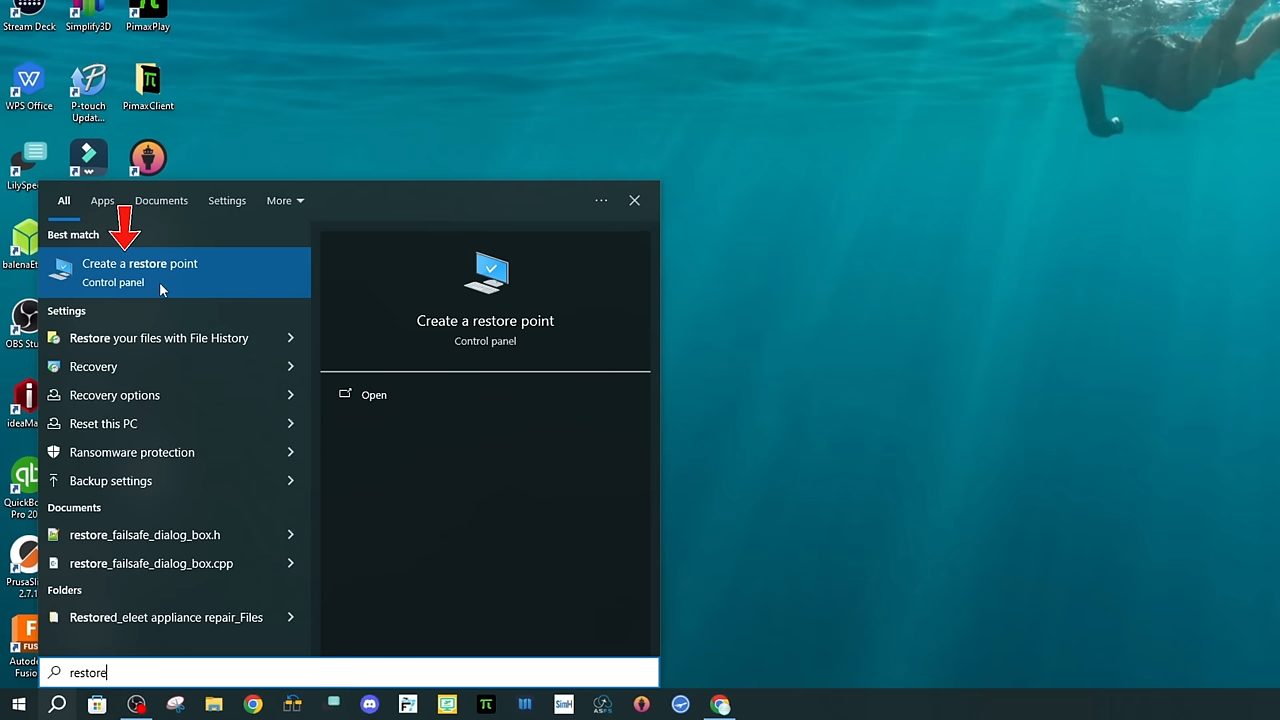 Stream Deck
Simplify3D
PimaxPlay
WPS Office
P-touch
Updat...
PimaxClient
LilySpe
balenaEt
OBS Stu
ideaMa
QuickBo
Pro 20
PrusaSli
2.7.1
Autode
Fusio
All
Apps
Documents
Settings
More
Best match
Create a restore point
Control panel
Settings
Restore your files with File History
Recovery
Recovery options
Reset this PC
Ransomware protection
Backup settings
Documents
restore_failsafe_dialog_box.h
restore_failsafe_dialog_box.cpp
Folders
Restored_eleet appliance repair_Files
Create a restore point
Control panel
Open
restore
SimH
ASFS